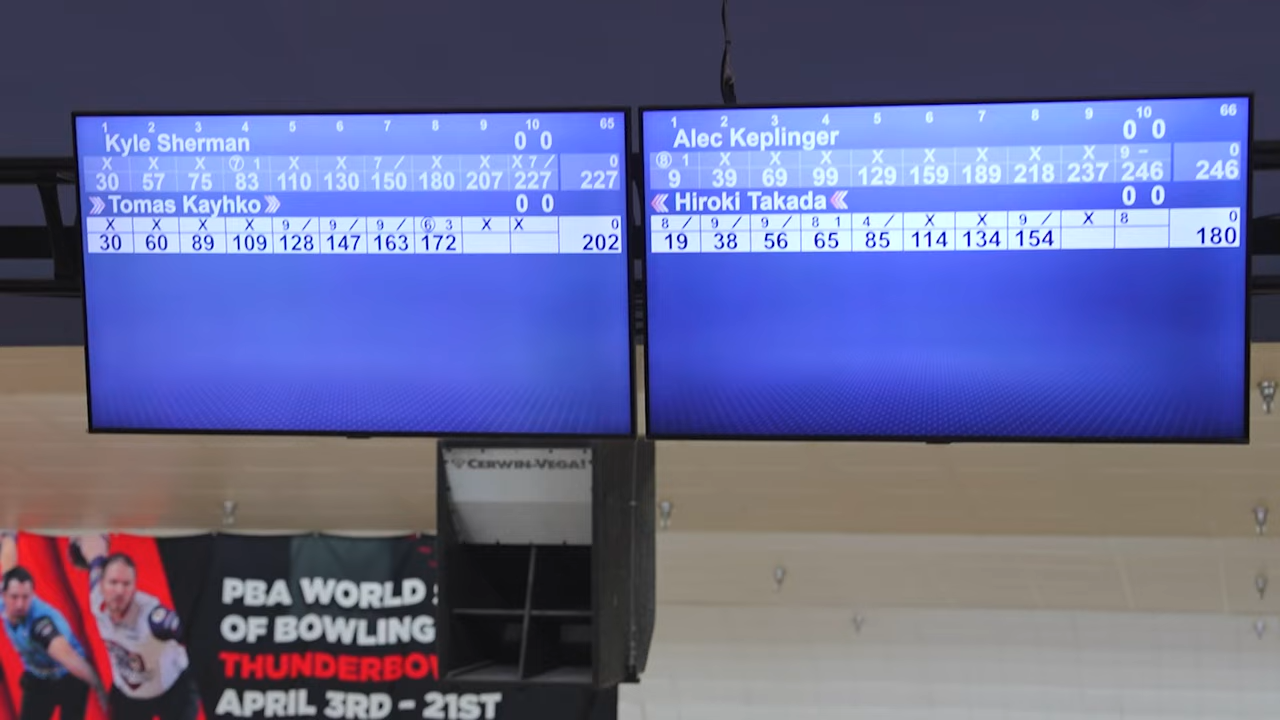 1 2 3 4 5 6 7 8 9 10 65
Kyle Sherman 0 0
X X X ⑦ 1 X X 7 / X X X 7 / 0
30 57 75 83 110 130 150 180 207 227 227
Tomas Kayhko 0 0
X X X X 9 / 9 / 9 / ⑥ 3 X X 0
30 60 89 109 128 147 163 172 202
1 2 3 4 5 6 7 8 9 10 66
Alec Keplinger 0 0
⑧ 1 X X X X X X X X 9 – 0
9 39 69 99 129 159 189 218 237 246 246
Hiroki Takada 0 0
8 / 9 / 9 / 8 1 4 / X X 9 / X 8 0
19 38 56 65 85 114 134 154 180
CERWIN-VEGA!
PBA WORLD
OF BOWLING
THUNDERBOW
APRIL 3RD - 21ST